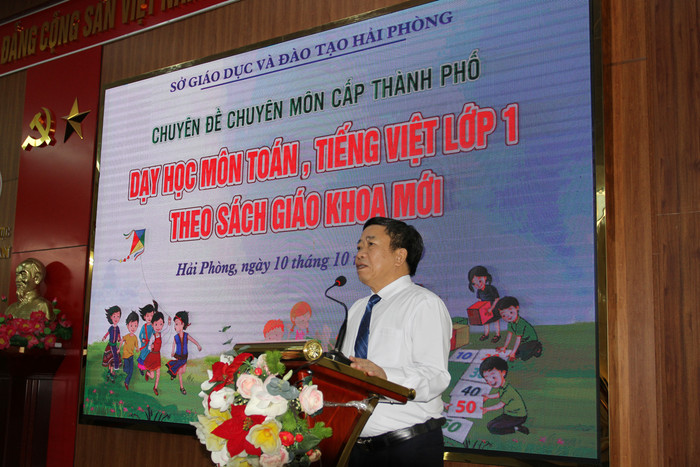 ĐẢNG CỘNG SẢN VIỆT NAM
SỞ GIÁO DỤC VÀ ĐÀO TẠO HẢI PHÒNG
CHUYÊN ĐỀ CHUYÊN MÔN CẤP THÀNH PHỐ
DẠY HỌC MÔN TOÁN , TIẾNG VIỆT LỚP 1
THEO SÁCH GIÁO KHOA MỚI
Hải Phòng, ngày 10 tháng 10
10
20
40
50